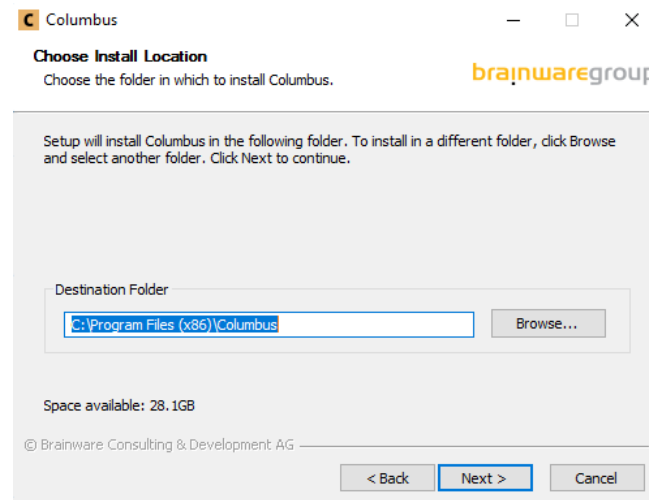 C Columbus
Choose Install Location
Choose the folder in which to install Columbus.
brainwaregroup
Setup will install Columbus in the following folder. To install in a different folder, click Browse
and select another folder. Click Next to continue.
Destination Folder
C:\Program Files (x86)\Columbus
Browse...
Space available: 28.1GB
© Brainware Consulting & Development AG
< Back
Next >
Cancel